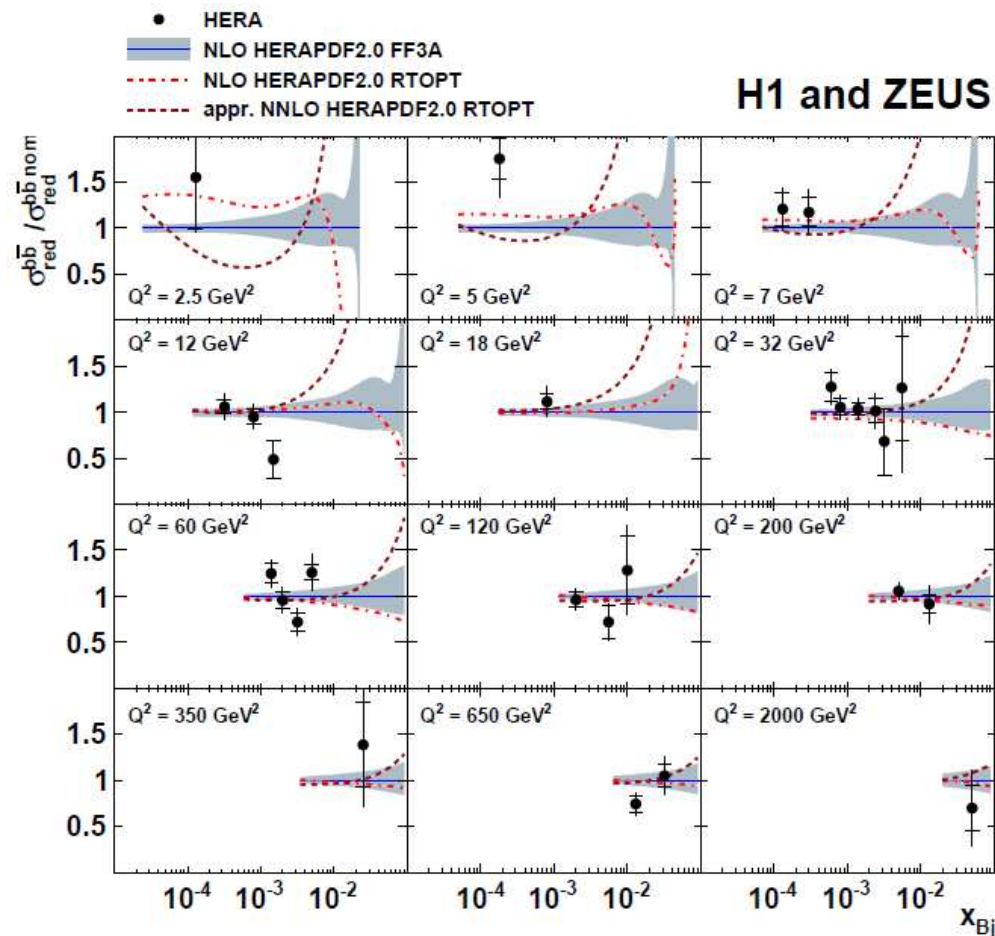 HERA
NLO HERAPDF2.0 FF3A
NLO HERAPDF2.0 RTOPT
appr. NNLO HERAPDF2.0 RTOPT
H1 and ZEUS
σ^{bb̄}_{red} / σ^{bb̄ nom}_{red}
1.5
1
0.5
Q² = 2.5 GeV²
Q² = 5 GeV²
Q² = 7 GeV²
Q² = 12 GeV²
Q² = 18 GeV²
Q² = 32 GeV²
1.5
1
0.5
Q² = 60 GeV²
Q² = 120 GeV²
Q² = 200 GeV²
1.5
1
0.5
Q² = 350 GeV²
Q² = 650 GeV²
Q² = 2000 GeV²
1.5
1
0.5
10⁻⁴ 10⁻³ 10⁻² 10⁻⁴ 10⁻³ 10⁻² 10⁻⁴ 10⁻³ 10⁻²
x_{Bj}